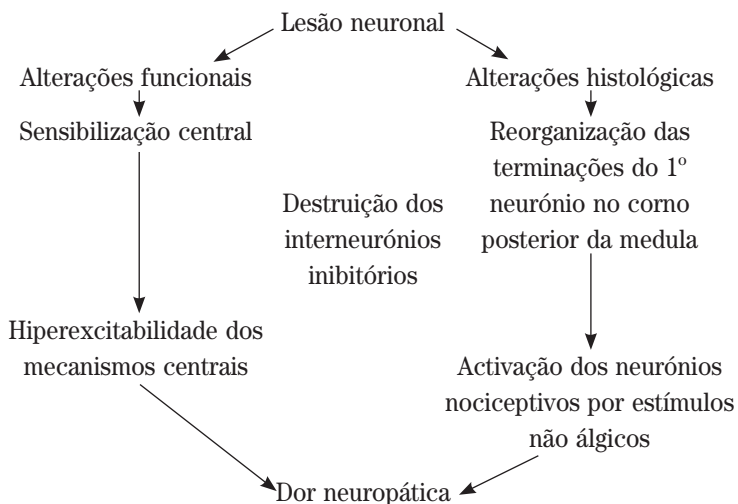 Lesão neuronal
Alterações funcionais
Alterações histológicas
Sensibilização central
Reorganização das
terminações do 1º
neurónio no corno
posterior da medula
Destruição dos
interneurónios
inibitórios
Hiperexcitabilidade dos
mecanismos centrais
Activação dos neurónios
nociceptivos por estímulos
não álgicos
Dor neuropática